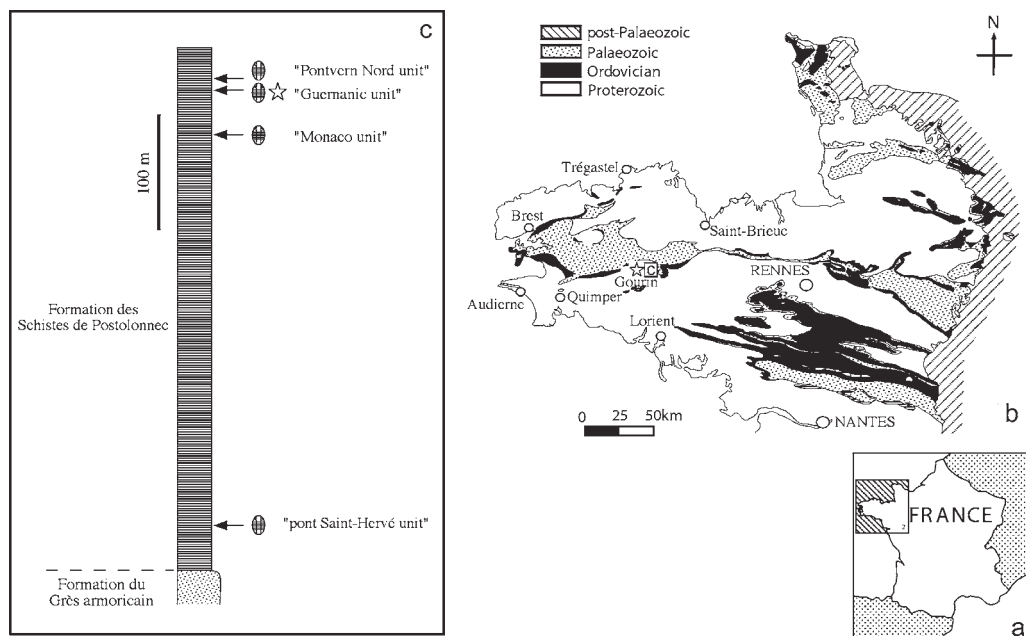 c
"Pontvern Nord unit"
"Guernanic unit"
"Monaco unit"
100 m
Formation des
Schistes de Postolonnec
"pont Saint-Hervé unit"
Formation du
Grès armoricain
post-Palaeozoic
Palaeozoic
Ordovician
Proterozoic
N
Trégastel
Brest
Saint-Brieuc
C
Gourin
RENNES
Audierne
Quimper
Lorient
NANTES
0 25 50km
b
FRANCE
a